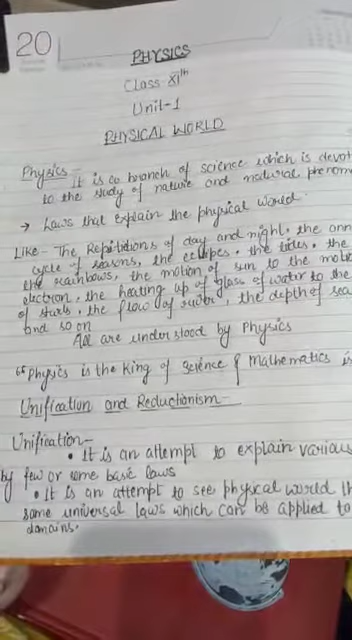 20
PHYSICS
Class-XIth
Unit-1
PHYSICAL WORLD
Physics- It is a branch of science which is devot
to the study of nature and natural phenom
→ Laws that explain the physical world.
Like- The Repititions of day and night, the ann
cycle of seasons, the ecllipes, the tides, the
the rainbows, the motion of sun to the moti
electron, the heating up of glass of water to the
of stars, the flow of river, the depth of sea
and so on
All are understood by Physics
"Physics is the King of Science & Mathematics is
Unification and Reductionism-
Unification-
• It is an attempt to explain various
by few or some basic laws
• It is an attempt to see physical world th
same universal laws which can be applied to
domains.